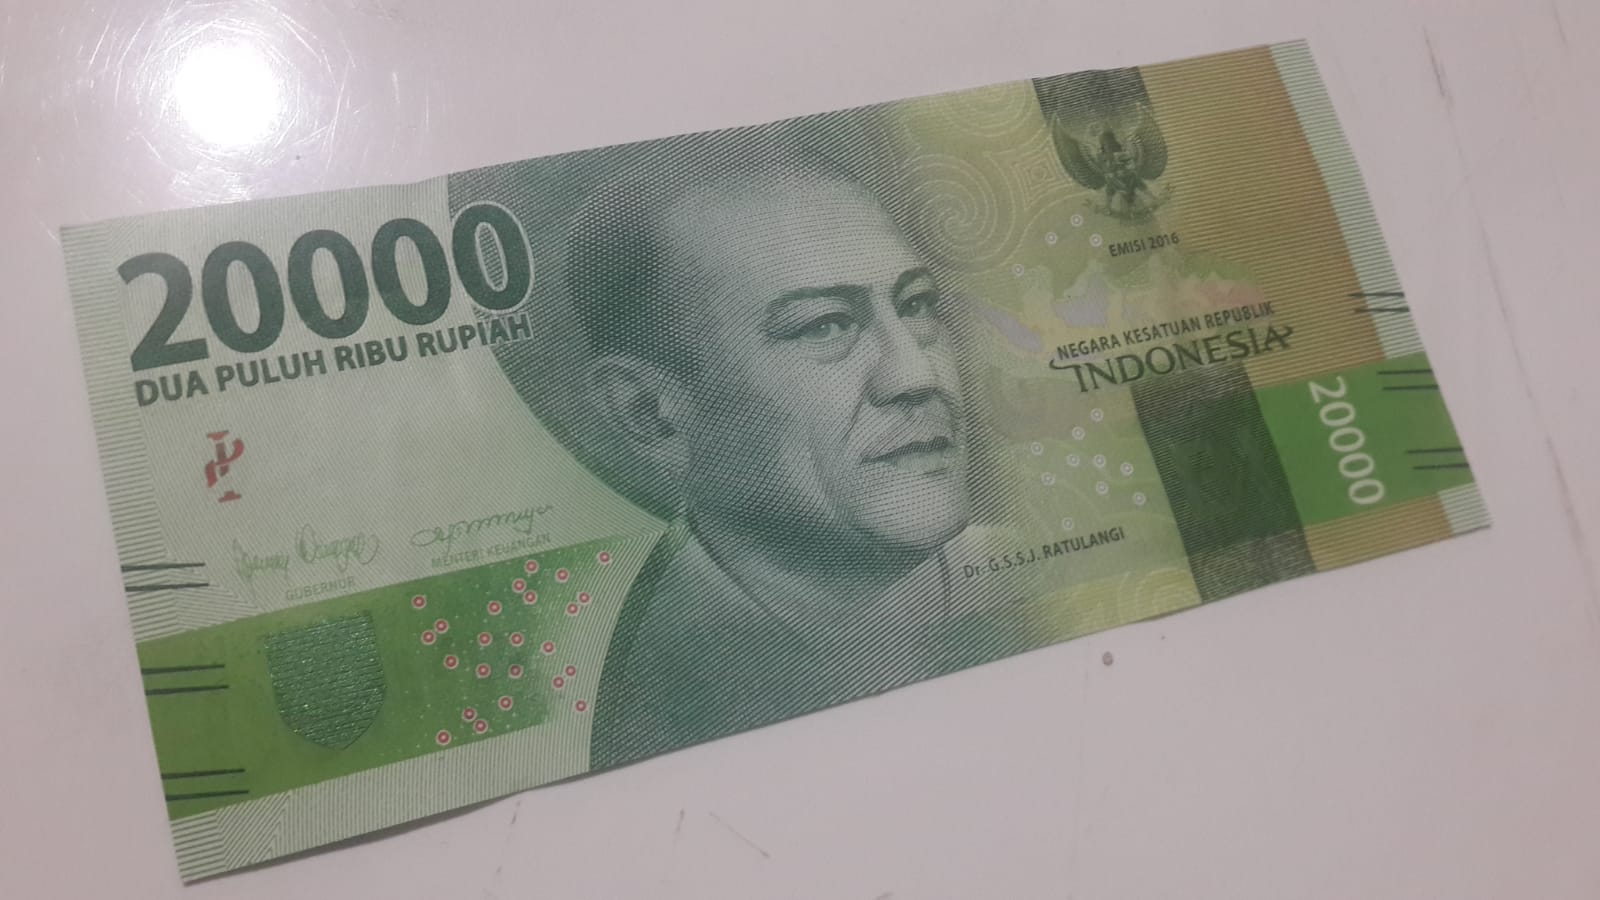 20000
DUA PULUH RIBU RUPIAH
GUBERNUR
MENTERI KEUANGAN
EMISI 2016
NEGARA KESATUAN REPUBLIK
INDONESIA
Dr. G.S.S.J. RATULANGI
20000